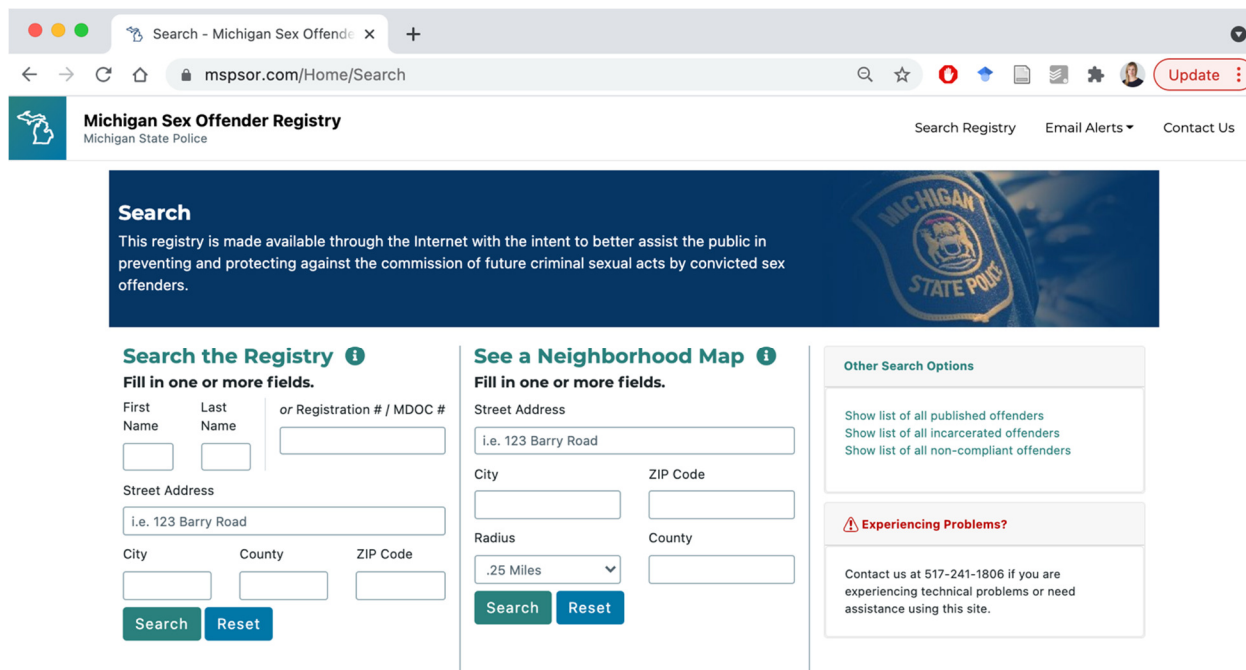 Search - Michigan Sex Offende
mspsor.com/Home/Search
Update
Michigan Sex Offender Registry
Michigan State Police
Search Registry
Email Alerts
Contact Us
Search
This registry is made available through the Internet with the intent to better assist the public in
preventing and protecting against the commission of future criminal sexual acts by convicted sex
offenders.
MICHIGAN
STATE POLICE
Search the Registry
Fill in one or more fields.
First
Name
Last
Name
or Registration # / MDOC #
Street Address
i.e. 123 Barry Road
City
County
ZIP Code
Search
Reset
See a Neighborhood Map
Fill in one or more fields.
Street Address
i.e. 123 Barry Road
City
ZIP Code
Radius
County
.25 Miles
Search
Reset
Other Search Options
Show list of all published offenders
Show list of all incarcerated offenders
Show list of all non-compliant offenders
Experiencing Problems?
Contact us at 517-241-1806 if you are
experiencing technical problems or need
assistance using this site.